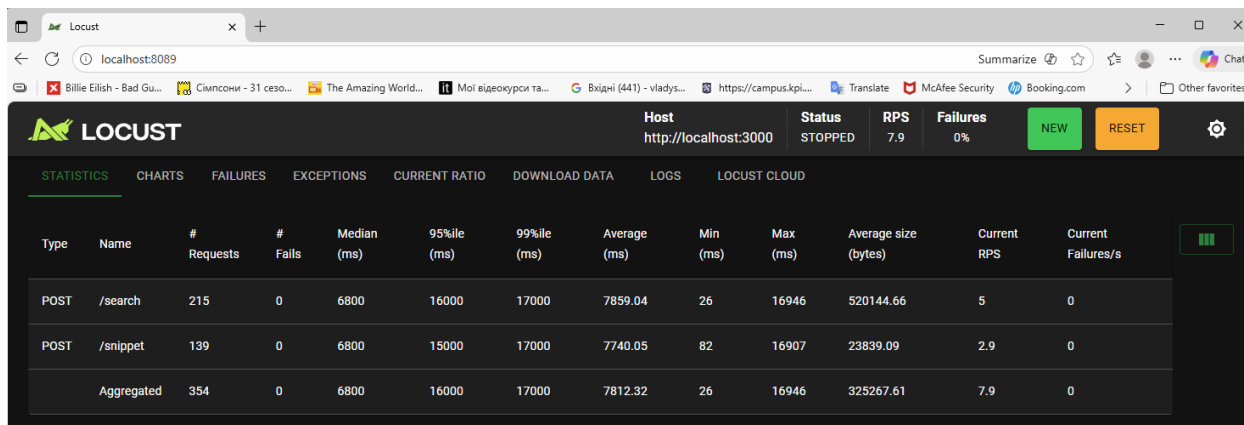 Locust
localhost:8089
Summarize
Chat
Billie Eilish - Bad Gu...
Сімпсони - 31 сезо...
The Amazing World...
Мої відеокурси та...
Вхідні (441) - vladys...
https://campus.kpi....
Translate
McAfee Security
Booking.com
Other favorites
LOCUST
Host
http://localhost:3000
Status
STOPPED
RPS
7.9
Failures
0%
NEW
RESET
STATISTICS CHARTS FAILURES EXCEPTIONS CURRENT RATIO DOWNLOAD DATA LOGS LOCUST CLOUD
Type Name # Requests # Fails Median (ms) 95%ile (ms) 99%ile (ms) Average (ms) Min (ms) Max (ms) Average size (bytes) Current RPS Current Failures/s
POST /search 215 0 6800 16000 17000 7859.04 26 16946 520144.66 5 0
POST /snippet 139 0 6800 15000 17000 7740.05 82 16907 23839.09 2.9 0
Aggregated 354 0 6800 16000 17000 7812.32 26 16946 325267.61 7.9 0